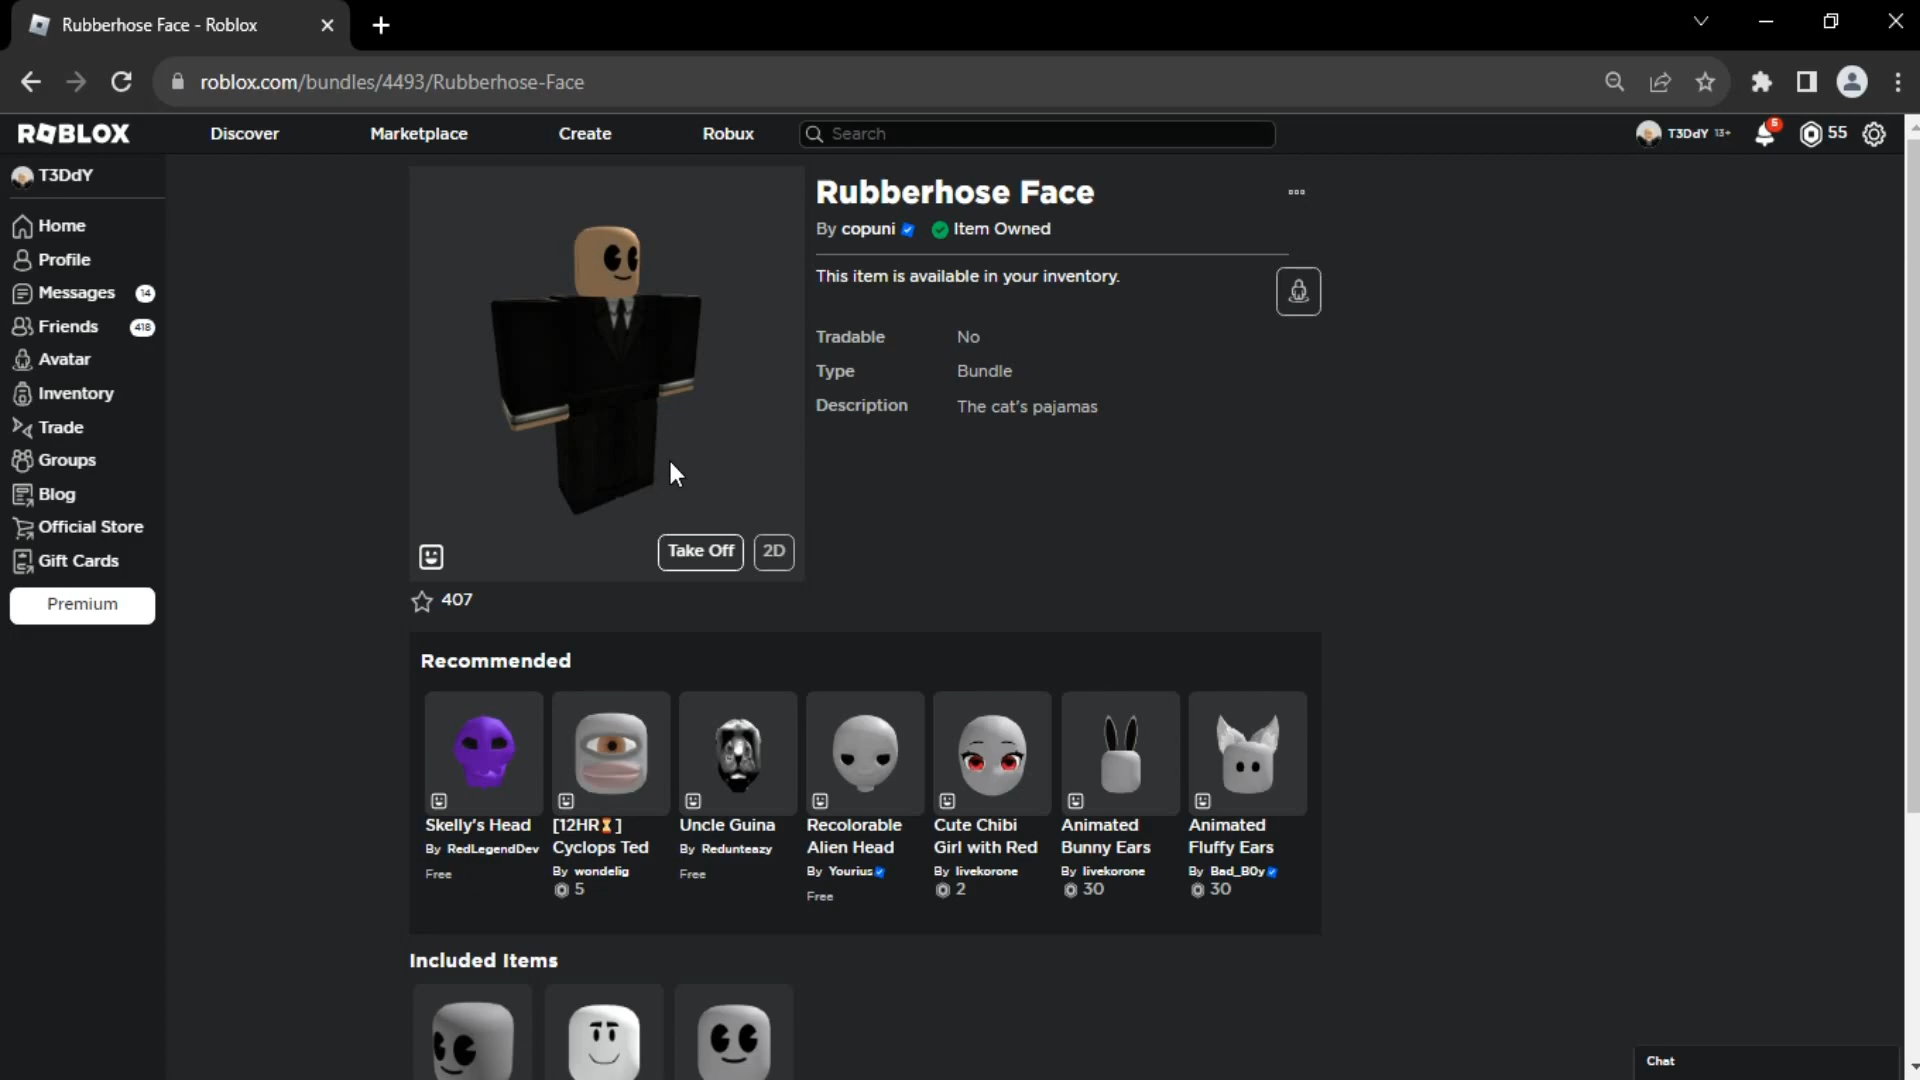 Rubberhose Face - Roblox
roblox.com/bundles/4493/Rubberhose-Face
ROBLOX
Discover
Marketplace
Create
Robux
Search
T3DdY 13+
5
55
T3DdY
Home
Profile
Messages 14
Friends 418
Avatar
Inventory
Trade
Groups
Blog
Official Store
Gift Cards
Premium
Rubberhose Face
By copuni
Item Owned
This item is available in your inventory.
Tradable No
Type Bundle
Description The cat's pajamas
Take Off
2D
407
Recommended
Skelly's Head
By RedLegendDev
Free
[12HR⏳]
Cyclops Ted
By wondelig
5
Uncle Guina
By Redunteazy
Free
Recolorable
Alien Head
By Yourius
Free
Cute Chibi
Girl with Red
By livekorone
2
Animated
Bunny Ears
By livekorone
30
Animated
Fluffy Ears
By Bad_B0y
30
Included Items
Chat